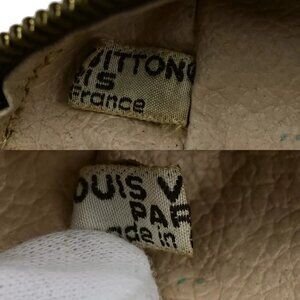 UITTON
IS
France
OUIS V
PAR
ade in